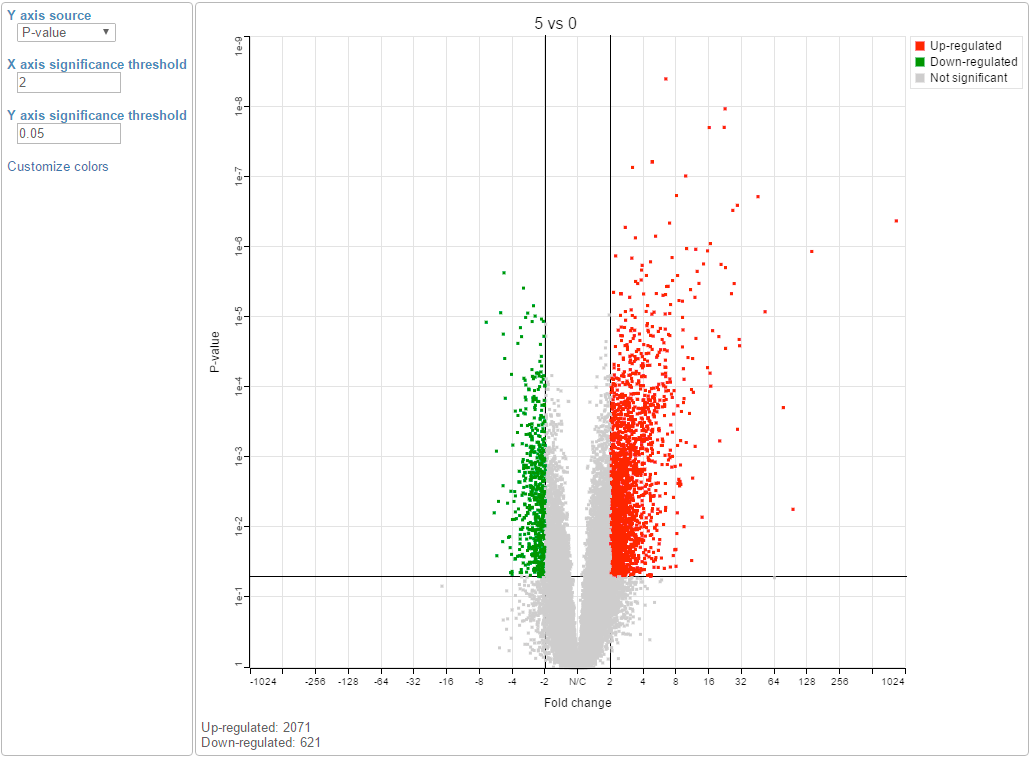 Y axis source
P-value
X axis significance threshold
2
Y axis significance threshold
0.05
Customize colors
5 vs 0
Up-regulated
Down-regulated
Not significant
1e-9
1e-8
1e-7
1e-6
1e-5
1e-4
1e-3
1e-2
1e-1
1
P-value
-1024 -256 -128 -64 -32 -16 -8 -4 -2 N/C 2 4 8 16 32 64 128 256 1024
Fold change
Up-regulated: 2071
Down-regulated: 621